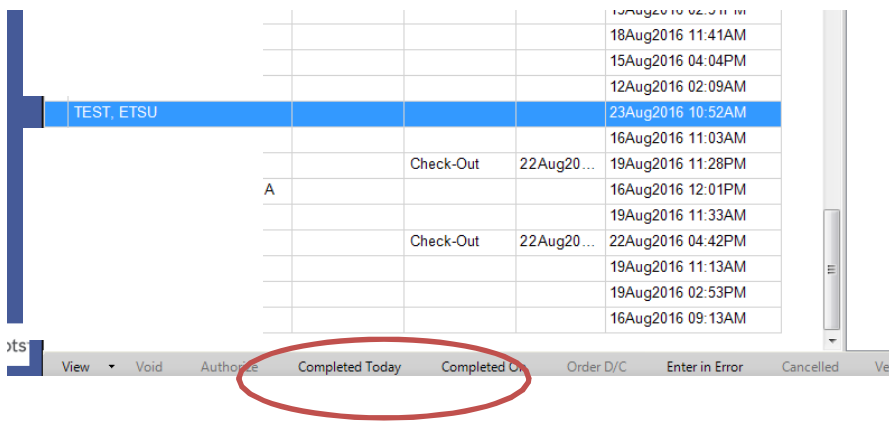 18Aug2016 11:41AM
15Aug2016 04:04PM
12Aug2016 02:09AM
TEST, ETSU 23Aug2016 10:52AM
16Aug2016 11:03AM
Check-Out 22Aug20... 19Aug2016 11:28PM
A 16Aug2016 12:01PM
19Aug2016 11:33AM
Check-Out 22Aug20... 22Aug2016 04:42PM
19Aug2016 11:13AM
19Aug2016 02:53PM
16Aug2016 09:13AM
View Void Authorize Completed Today Completed On Order D/C Enter in Error Cancelled